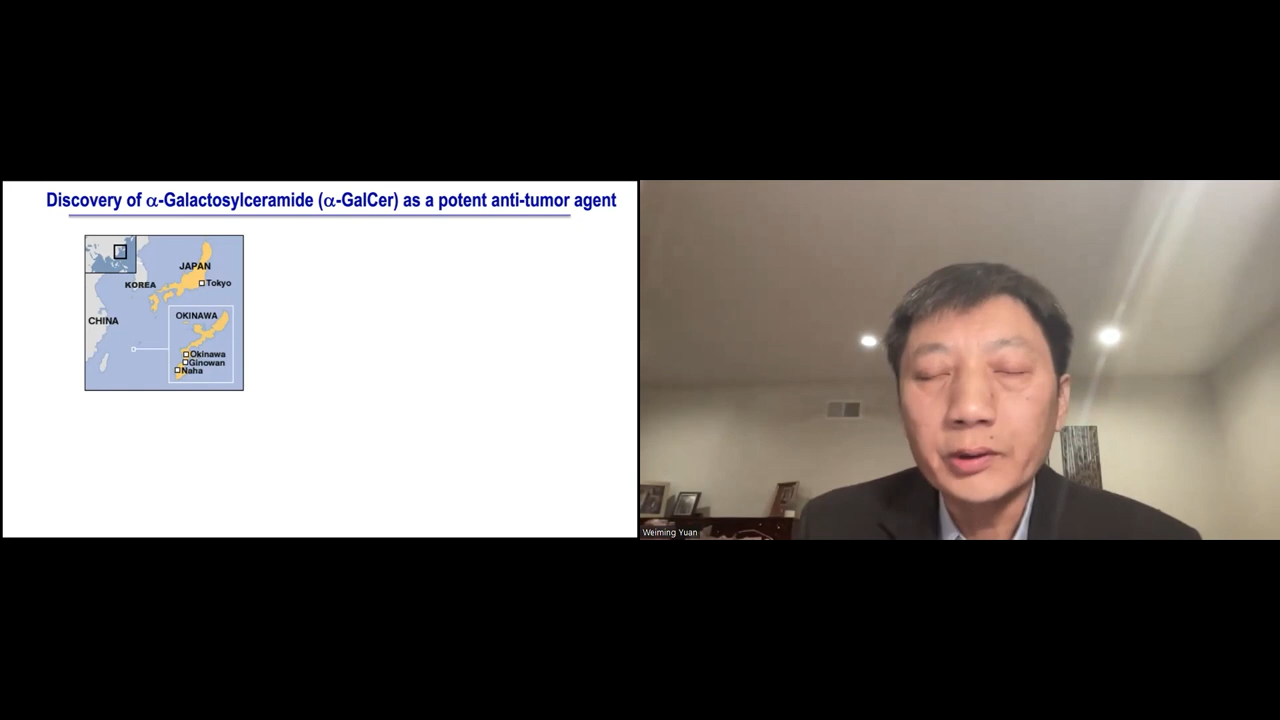 Discovery of α-Galactosylceramide (α-GalCer) as a potent anti-tumor agent
JAPAN
KOREA
Tokyo
CHINA
OKINAWA
Okinawa
Ginowan
Naha
Weiming Yuan